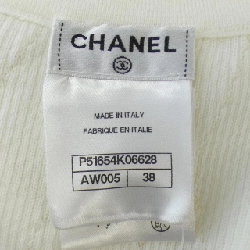 CHANEL
MADE IN ITALY
FABRIQUE EN ITALIE
P51654K06628
AW005 38